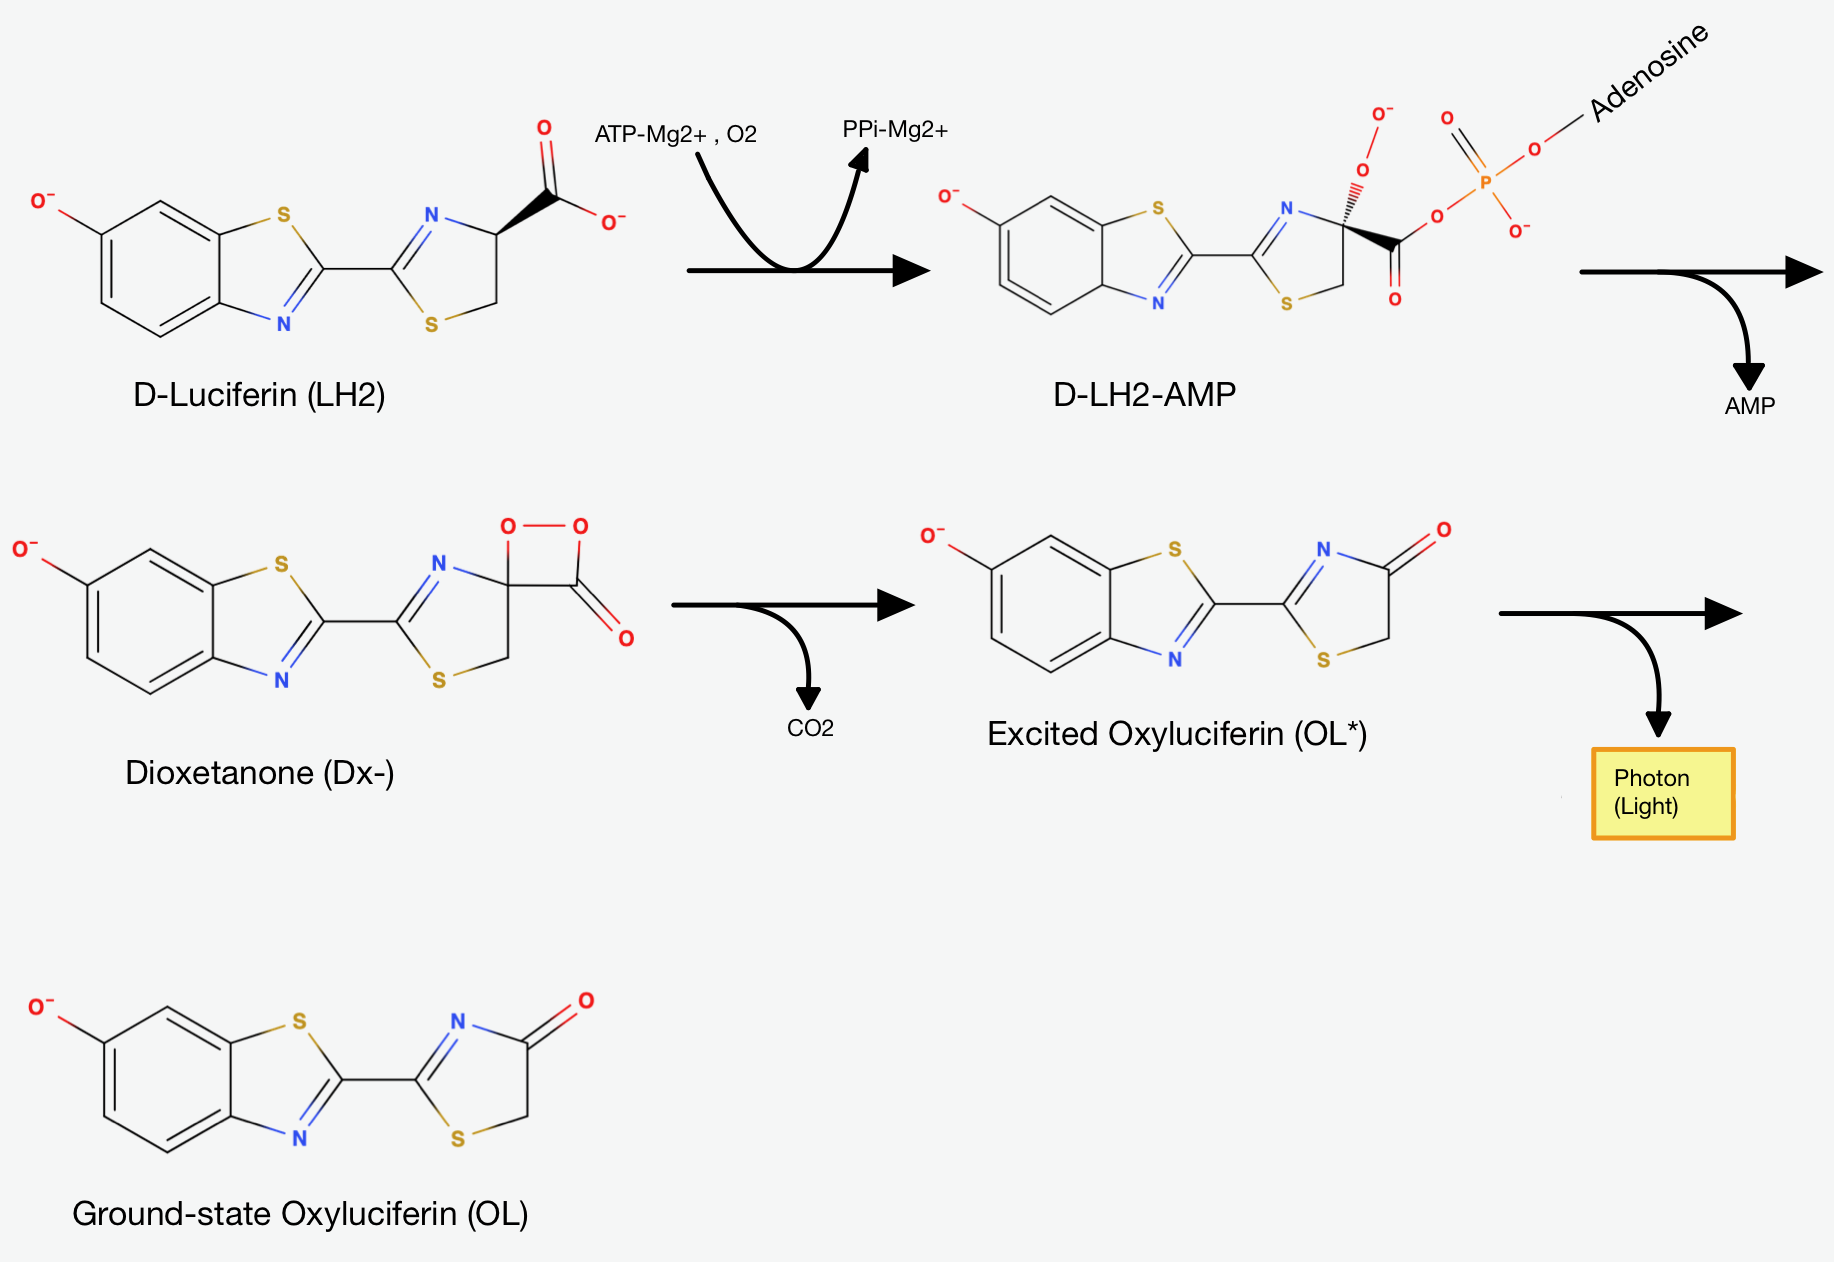 Adenosine
ATP-Mg2+ , O2
PPi-Mg2+
O
O⁻
O⁻
S
N
N
S
O⁻
O
O
O
P
O⁻
O⁻
S
N
O
O
N
S
D-Luciferin (LH2)
D-LH2-AMP
AMP
O
O
O⁻
S
N
N
S
O
O⁻
O
S
N
N
S
CO2
Excited Oxyluciferin (OL*)
Dioxetanone (Dx-)
Photon
(Light)
O⁻
O
S
N
N
S
Ground-state Oxyluciferin (OL)